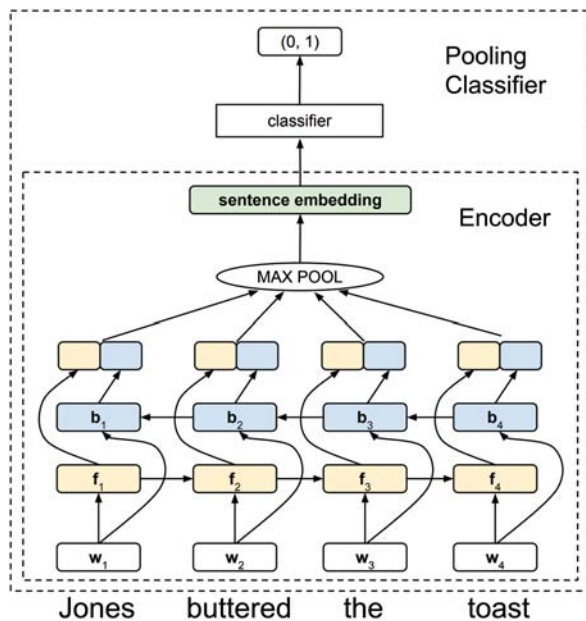 (0, 1)
Pooling
Classifier
classifier
sentence embedding
Encoder
MAX POOL
b₁ b₂ b₃ b₄
f₁ f₂ f₃ f₄
w₁ w₂ w₃ w₄
Jones buttered the toast